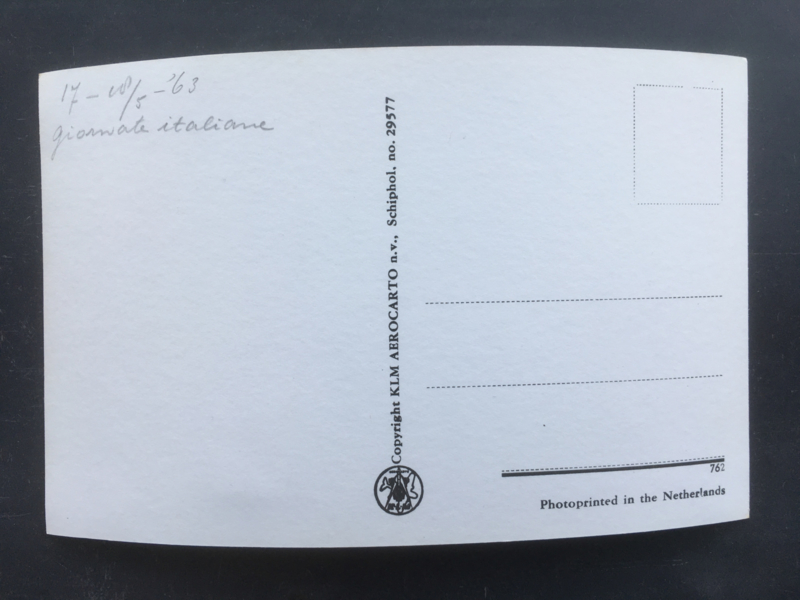 17 - 18/5 - '63
giornate italiane
Copyright KLM AEROCARTO n.v., Schiphol, no. 29577
762
Photoprinted in the Netherlands